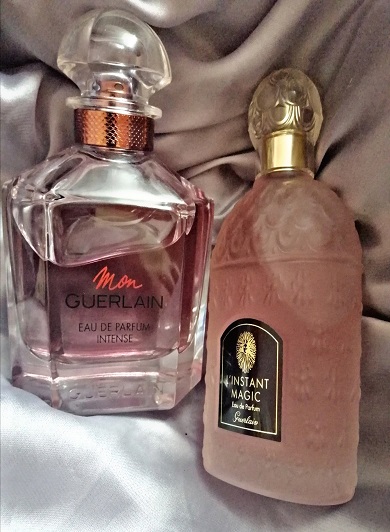 Mon
GUERLAIN
EAU DE PARFUM
INTENSE
GUERLAIN
L'INSTANT
MAGIC
Eau de Parfum
Guerlain